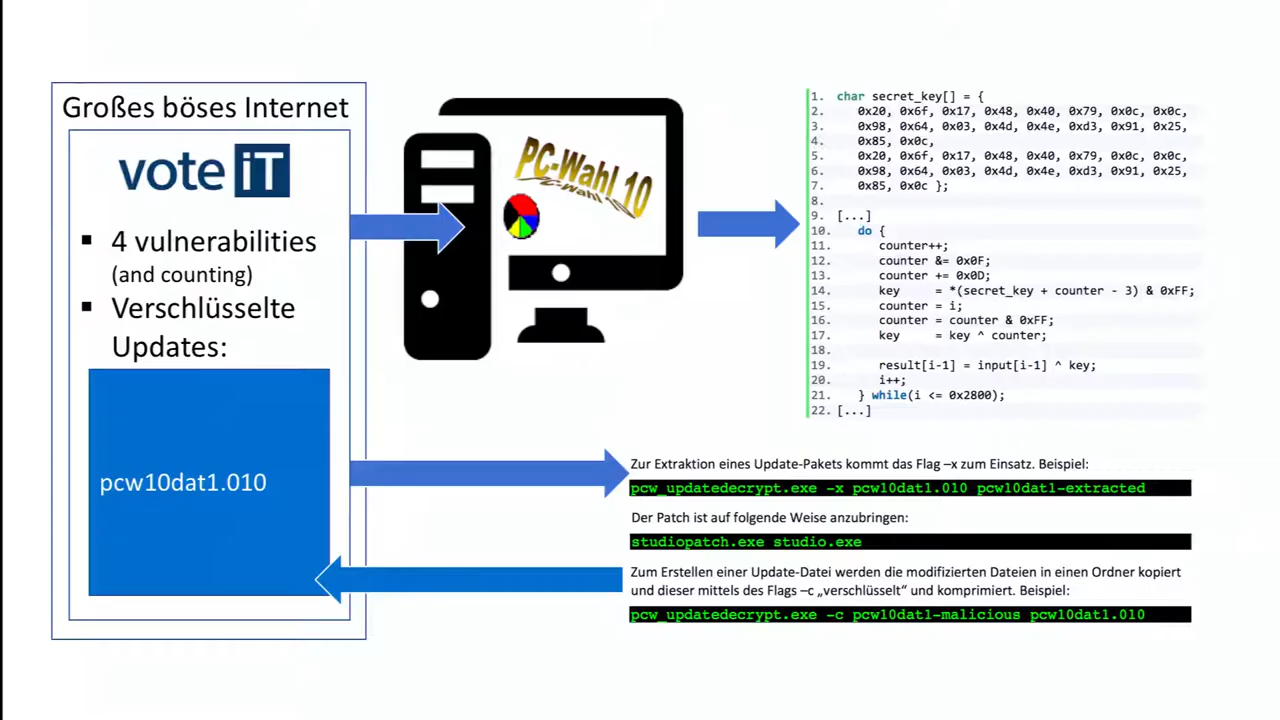 Großes böses Internet
vote iT
▪ 4 vulnerabilities
(and counting)
▪ Verschlüsselte
Updates:
pcw10dat1.010
PC-Wahl 10
PC-Wahl 10
1. char secret_key[] = {
2. 0x20, 0x6f, 0x17, 0x48, 0x40, 0x79, 0x0c, 0x0c,
3. 0x98, 0x64, 0x03, 0x4d, 0x4e, 0xd3, 0x91, 0x25,
4. 0x85, 0x0c,
5. 0x20, 0x6f, 0x17, 0x48, 0x40, 0x79, 0x0c, 0x0c,
6. 0x98, 0x64, 0x03, 0x4d, 0x4e, 0xd3, 0x91, 0x25,
7. 0x85, 0x0c };
8.
9. [...]
10. do {
11. counter++;
12. counter &= 0x0F;
13. counter += 0x0D;
14. key = *(secret_key + counter - 3) & 0xFF;
15. counter = i;
16. counter = counter & 0xFF;
17. key = key ^ counter;
18.
19. result[i-1] = input[i-1] ^ key;
20. i++;
21. } while(i <= 0x2800);
22. [...]
Zur Extraktion eines Update-Pakets kommt das Flag –x zum Einsatz. Beispiel:
pcw_updatedecrypt.exe -x pcw10dat1.010 pcw10dat1-extracted
Der Patch ist auf folgende Weise anzubringen:
studiopatch.exe studio.exe
Zum Erstellen einer Update-Datei werden die modifizierten Dateien in einen Ordner kopiert
und dieser mittels des Flags –c „verschlüsselt“ und komprimiert. Beispiel:
pcw_updatedecrypt.exe -c pcw10dat1-malicious pcw10dat1.010